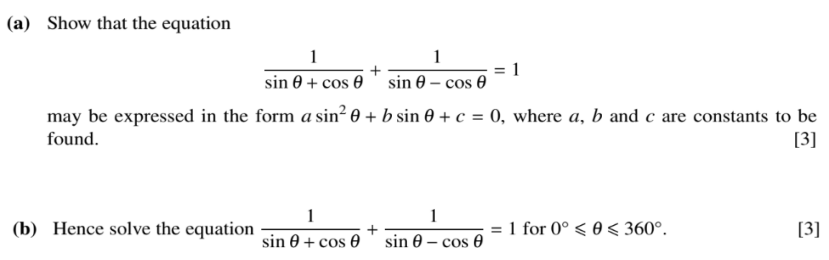 (a) Show that the equation
1/(sin θ + cos θ) + 1/(sin θ − cos θ) = 1
may be expressed in the form a sin² θ + b sin θ + c = 0, where a, b and c are constants to be
found. [3]
(b) Hence solve the equation 1/(sin θ + cos θ) + 1/(sin θ − cos θ) = 1 for 0° ⩽ θ ⩽ 360°. [3]